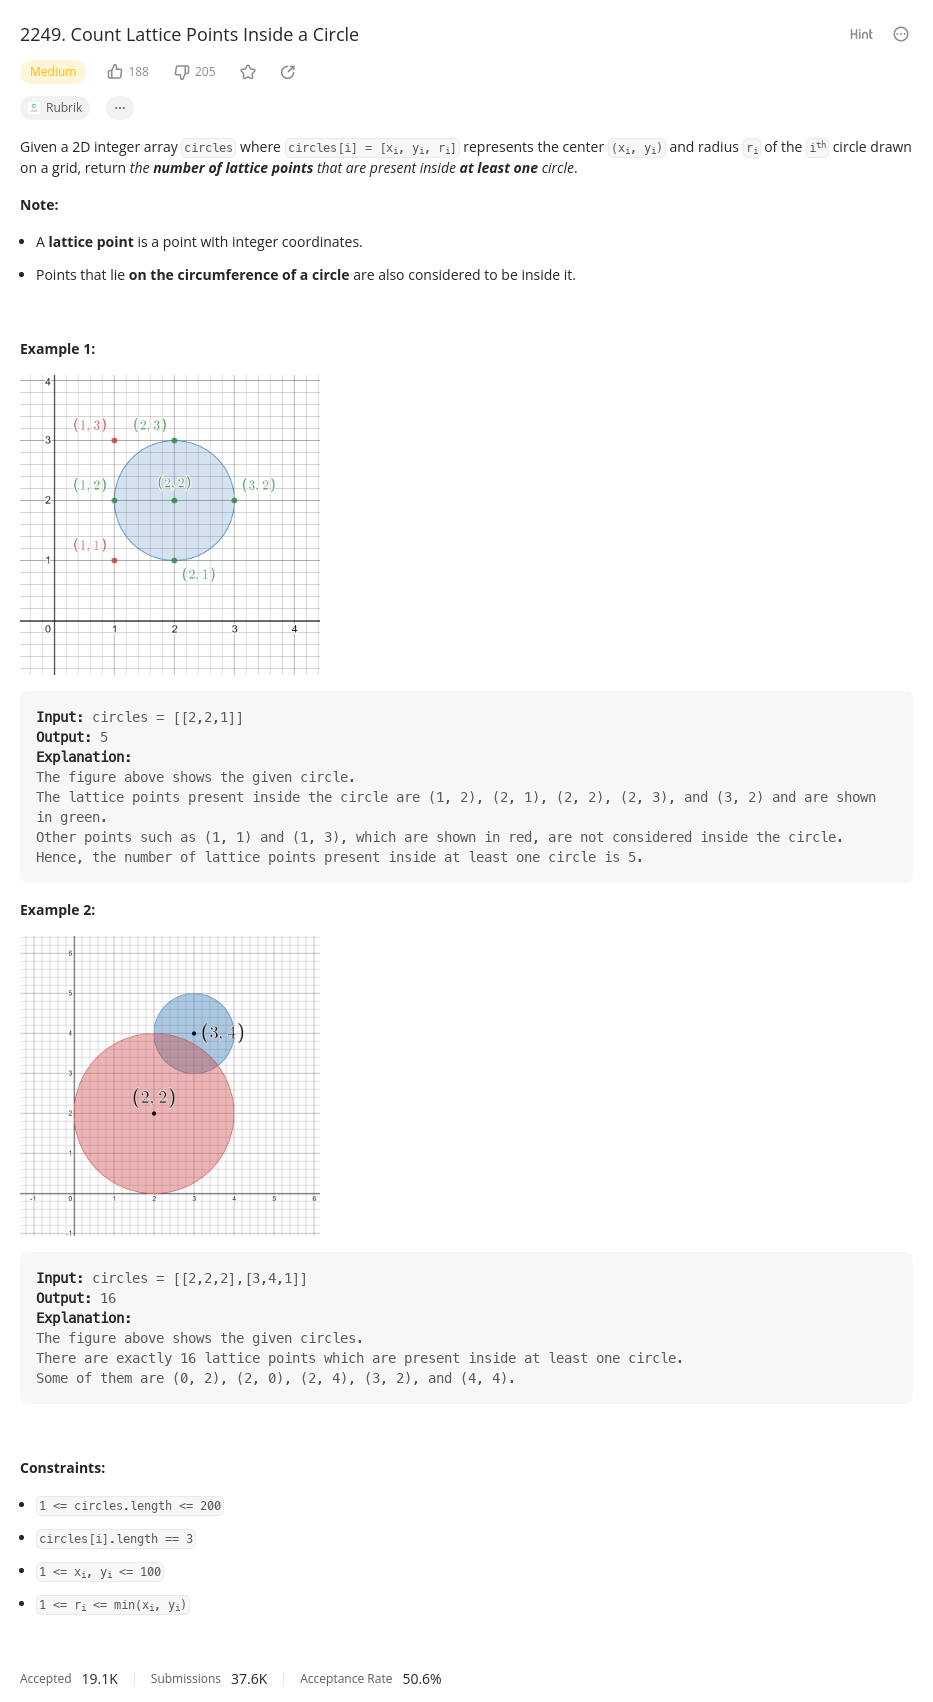 2249. Count Lattice Points Inside a Circle
Hint
Medium 188 205
Rubrik ...
Given a 2D integer array circles where circles[i] = [xi, yi, ri] represents the center (xi, yi) and radius ri of the ith circle drawn
on a grid, return the number of lattice points that are present inside at least one circle.
Note:
• A lattice point is a point with integer coordinates.
• Points that lie on the circumference of a circle are also considered to be inside it.
Example 1:
4
(1, 3) (2, 3)
3
(1, 2) (2, 2) (3, 2)
2
(1, 1)
1
(2, 1)
0 1 2 3 4
Input: circles = [[2,2,1]]
Output: 5
Explanation:
The figure above shows the given circle.
The lattice points present inside the circle are (1, 2), (2, 1), (2, 2), (2, 3), and (3, 2) and are shown
in green.
Other points such as (1, 1) and (1, 3), which are shown in red, are not considered inside the circle.
Hence, the number of lattice points present inside at least one circle is 5.
Example 2:
6
5
4 (3, 4)
3
(2, 2)
2
1
-1 0 1 2 3 4 5 6
-1
Input: circles = [[2,2,2],[3,4,1]]
Output: 16
Explanation:
The figure above shows the given circles.
There are exactly 16 lattice points which are present inside at least one circle.
Some of them are (0, 2), (2, 0), (2, 4), (3, 2), and (4, 4).
Constraints:
• 1 <= circles.length <= 200
• circles[i].length == 3
• 1 <= xi, yi <= 100
• 1 <= ri <= min(xi, yi)
Accepted 19.1K Submissions 37.6K Acceptance Rate 50.6%